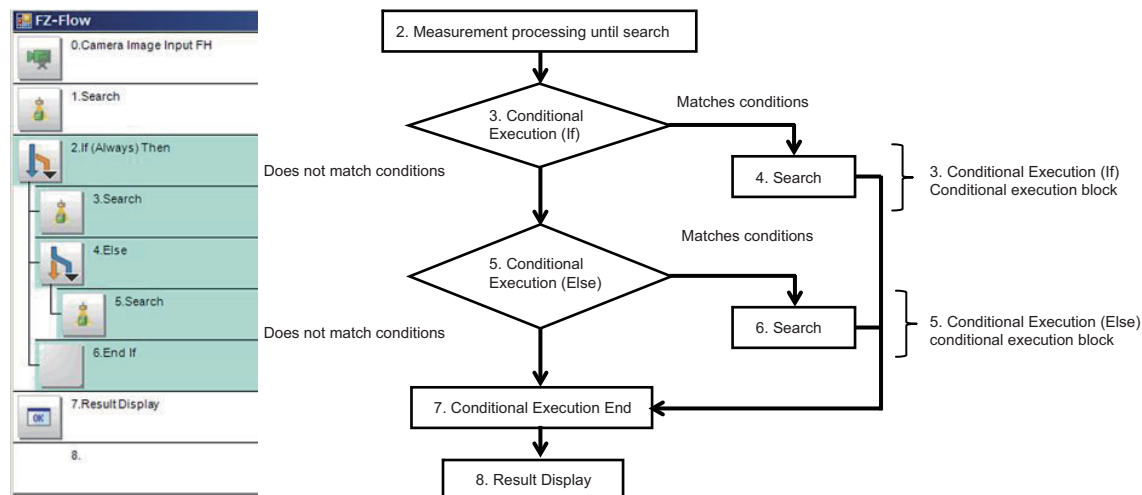 FZ-Flow
0.Camera Image Input FH
1.Search
2.If (Always) Then
3.Search
4.Else
5.Search
6.End If
OK
7.Result Display
8.
2. Measurement processing until search
3. Conditional
Execution (If)
Matches conditions
Does not match conditions
4. Search
3. Conditional Execution (If)
Conditional execution block
5. Conditional
Execution (Else)
Matches conditions
Does not match conditions
6. Search
5. Conditional Execution (Else)
conditional execution block
7. Conditional Execution End
8. Result Display